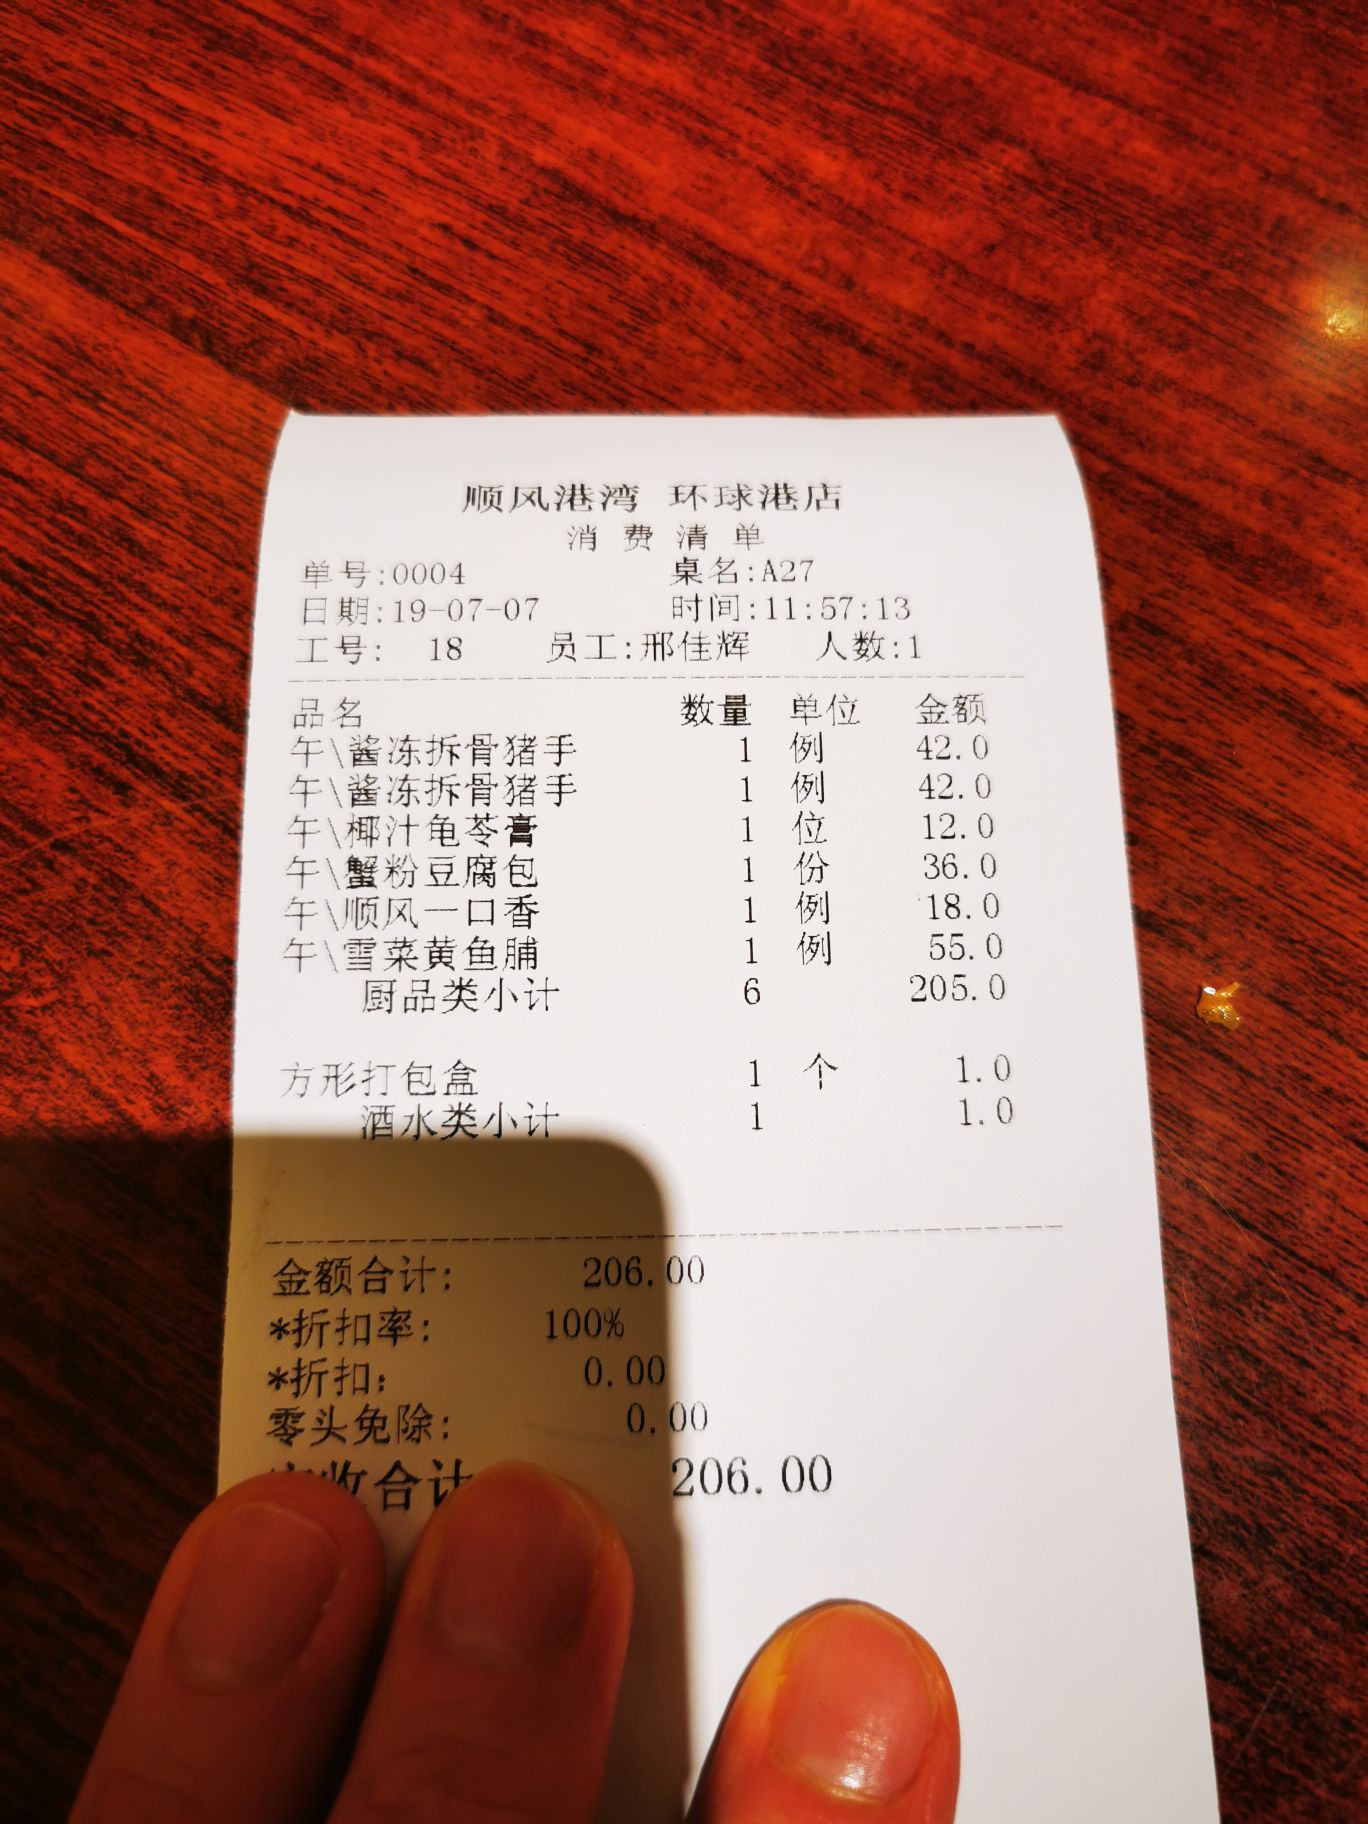 顺风港湾 环球港店
消 费 清 单
单号:0004 桌名:A27
日期:19-07-07 时间:11:57:13
工号: 18 员工:邢佳辉 人数:1
品名 数量 单位 金额
午\酱冻拆骨猪手 1 例 42.0
午\酱冻拆骨猪手 1 例 42.0
午\椰汁龟苓膏 1 位 12.0
午\蟹粉豆腐包 1 份 36.0
午\顺风一口香 1 例 18.0
午\雪菜黄鱼脯 1 例 55.0
厨品类小计 6 205.0
方形打包盒 1 个 1.0
酒水类小计 1 1.0
金额合计: 206.00
*折扣率: 100%
*折扣: 0.00
零头免除: 0.00
收合计 206.00